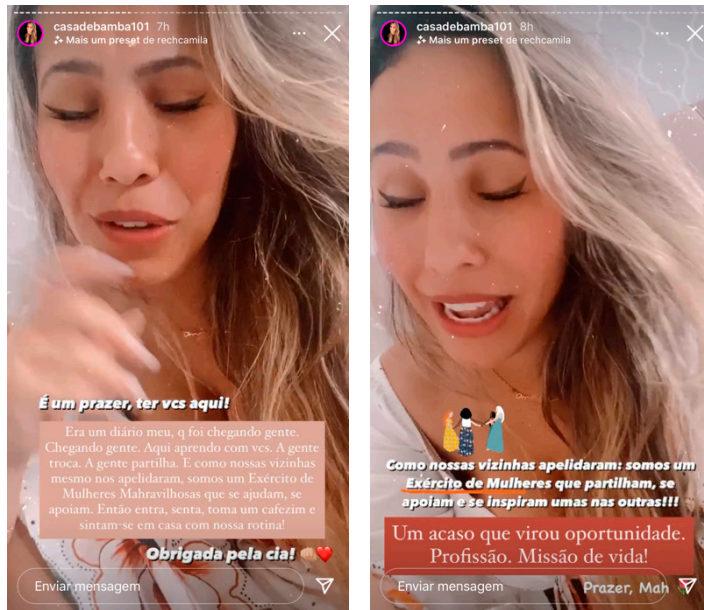 casadebamba101 7h
Mais um preset de rechcamila
É um prazer, ter vcs aqui!
Era um diário meu, q foi chegando gente.
Chegando gente. Aqui aprendo com vcs. A gente
troca. A gente partilha. E como nossas vizinhas
mesmo nos apelidaram, somos um Exército de
Mulheres Mahravilhosas que se ajudam, se
apoiam. Então entra, senta, toma um cafezim e
sintam-se em casa com nossa rotina!
Obrigada pela cia! 👊🏼❤️
Enviar mensagem
casadebamba101 8h
Mais um preset de rechcamila
Como nossas vizinhas apelidaram: somos um
Exército de Mulheres que partilham, se
apoiam e se inspiram umas nas outras!!!
Um acaso que virou oportunidade.
Profissão. Missão de vida!
Enviar mensagem
Prazer, Mah